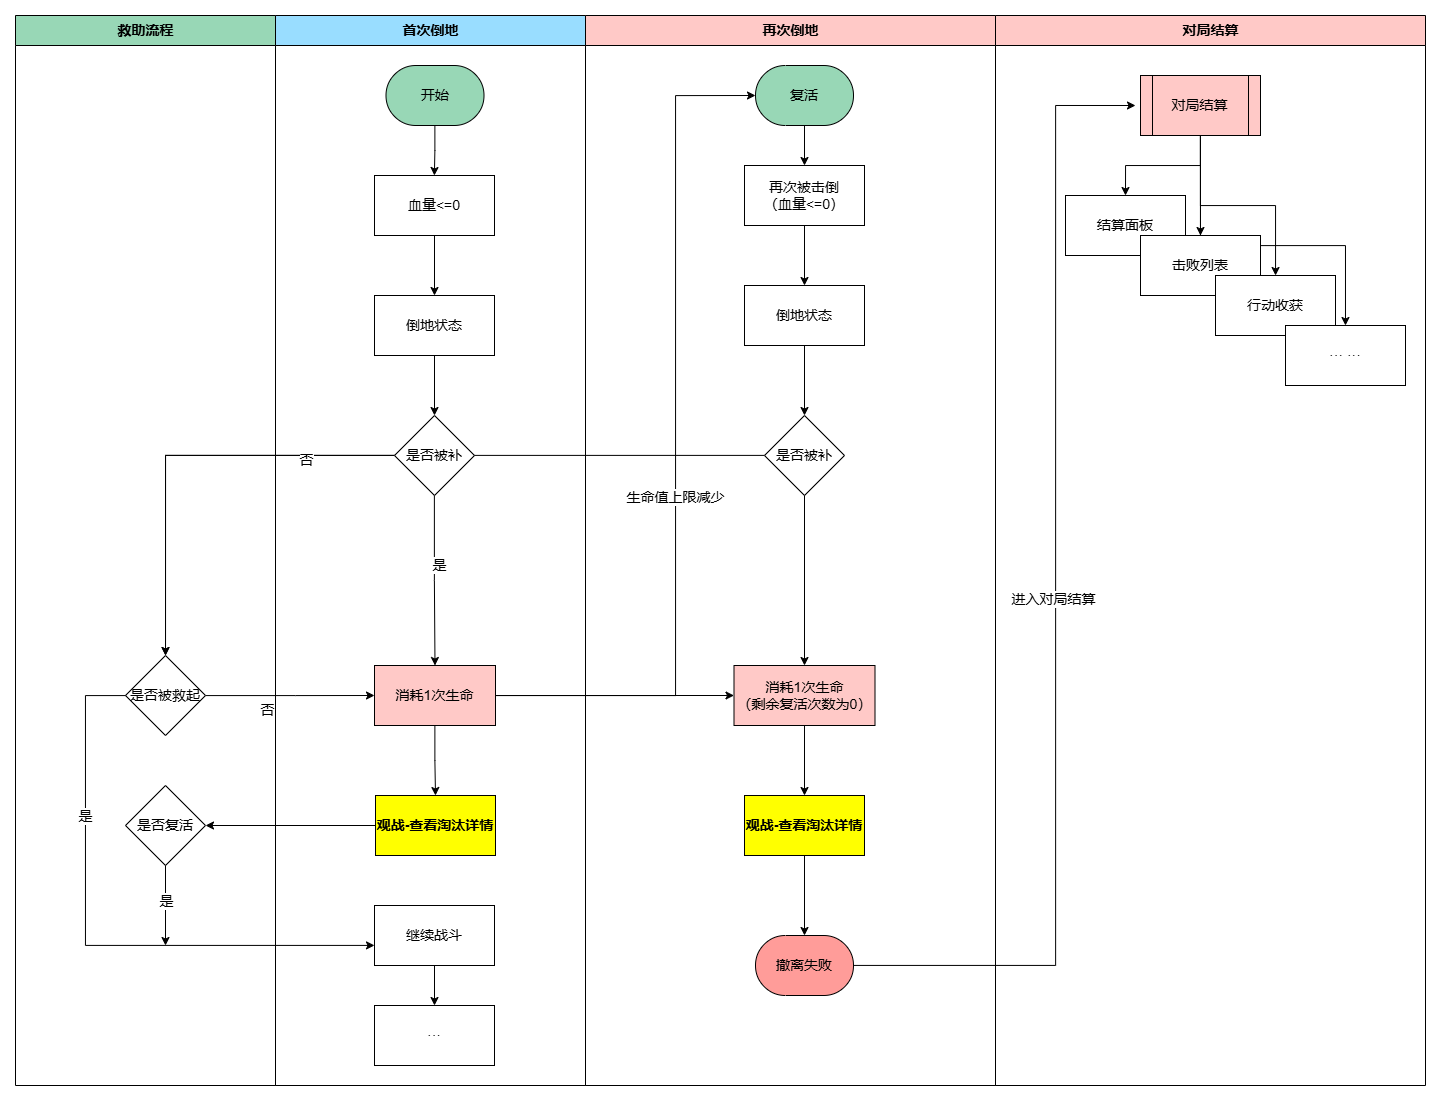 救助流程
首次倒地
再次倒地
对局结算
开始
血量<=0
倒地状态
是否被补
否
是
是否被救起
否
消耗1次生命
观战-查看淘汰详情
是否复活
是
是
继续战斗
...
复活
再次被击倒
（血量<=0）
倒地状态
是否被补
生命值上限减少
消耗1次生命
（剩余复活次数为0）
观战-查看淘汰详情
撤离失败
进入对局结算
对局结算
结算面板
击败列表
行动收获
... ...